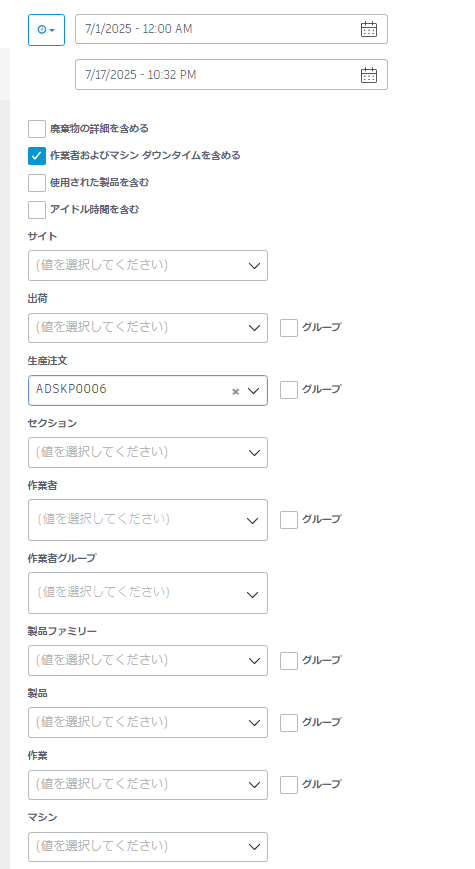 7/1/2025 - 12:00 AM
7/17/2025 - 10:32 PM
廃棄物の詳細を含める
作業者およびマシン ダウンタイムを含める
使用された製品を含む
アイドル時間を含む
サイト
(値を選択してください)
出荷
(値を選択してください) グループ
生産注文
ADSKP0006 グループ
セクション
(値を選択してください)
作業者
(値を選択してください) グループ
作業者グループ
(値を選択してください)
製品ファミリー
(値を選択してください) グループ
製品
(値を選択してください) グループ
作業
(値を選択してください) グループ
マシン
(値を選択してください)